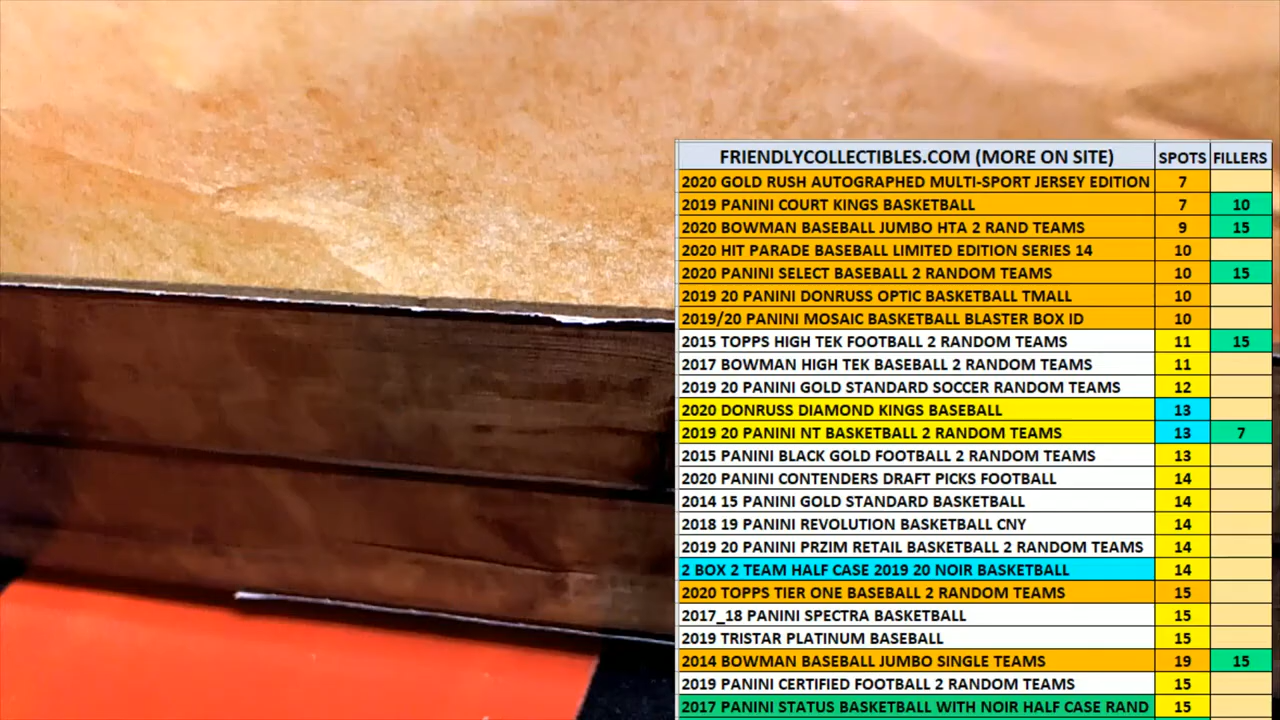 FRIENDLYCOLLECTIBLES.COM (MORE ON SITE) SPOTS FILLERS
2020 GOLD RUSH AUTOGRAPHED MULTI-SPORT JERSEY EDITION 7
2019 PANINI COURT KINGS BASKETBALL 7 10
2020 BOWMAN BASEBALL JUMBO HTA 2 RAND TEAMS 9 15
2020 HIT PARADE BASEBALL LIMITED EDITION SERIES 14 10
2020 PANINI SELECT BASEBALL 2 RANDOM TEAMS 10 15
2019 20 PANINI DONRUSS OPTIC BASKETBALL TMALL 10
2019/20 PANINI MOSAIC BASKETBALL BLASTER BOX ID 10
2015 TOPPS HIGH TEK FOOTBALL 2 RANDOM TEAMS 11 15
2017 BOWMAN HIGH TEK BASEBALL 2 RANDOM TEAMS 11
2019 20 PANINI GOLD STANDARD SOCCER RANDOM TEAMS 12
2020 DONRUSS DIAMOND KINGS BASEBALL 13
2019 20 PANINI NT BASKETBALL 2 RANDOM TEAMS 13 7
2015 PANINI BLACK GOLD FOOTBALL 2 RANDOM TEAMS 13
2020 PANINI CONTENDERS DRAFT PICKS FOOTBALL 14
2014 15 PANINI GOLD STANDARD BASKETBALL 14
2018 19 PANINI REVOLUTION BASKETBALL CNY 14
2019 20 PANINI PRZIM RETAIL BASKETBALL 2 RANDOM TEAMS 14
2 BOX 2 TEAM HALF CASE 2019 20 NOIR BASKETBALL 14
2020 TOPPS TIER ONE BASEBALL 2 RANDOM TEAMS 15
2017_18 PANINI SPECTRA BASKETBALL 15
2019 TRISTAR PLATINUM BASEBALL 15
2014 BOWMAN BASEBALL JUMBO SINGLE TEAMS 19 15
2019 PANINI CERTIFIED FOOTBALL 2 RANDOM TEAMS 15
2017 PANINI STATUS BASKETBALL WITH NOIR HALF CASE RAND 15